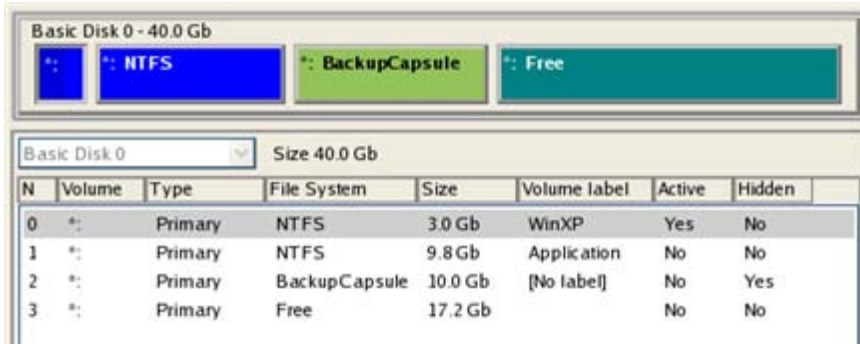 Basic Disk 0 - 40.0 Gb
*: *: NTFS *: BackupCapsule *: Free
Basic Disk 0 Size 40.0 Gb
N Volume Type File System Size Volume label Active Hidden
0 *: Primary NTFS 3.0 Gb WinXP Yes No
1 *: Primary NTFS 9.8 Gb Application No No
2 *: Primary BackupCapsule 10.0 Gb [No label] No Yes
3 *: Primary Free 17.2 Gb No No